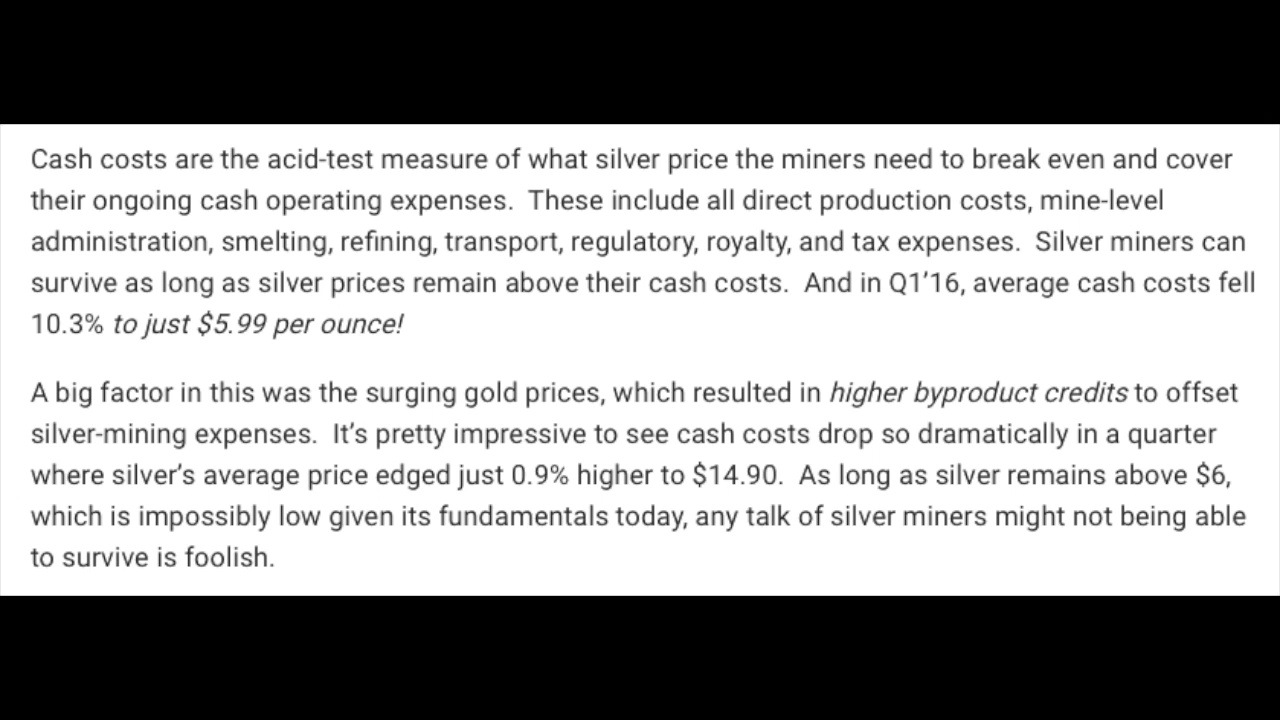 Cash costs are the acid-test measure of what silver price the miners need to break even and cover
their ongoing cash operating expenses.  These include all direct production costs, mine-level
administration, smelting, refining, transport, regulatory, royalty, and tax expenses.  Silver miners can
survive as long as silver prices remain above their cash costs.  And in Q1’16, average cash costs fell
10.3% to just $5.99 per ounce!
A big factor in this was the surging gold prices, which resulted in higher byproduct credits to offset
silver-mining expenses.  It’s pretty impressive to see cash costs drop so dramatically in a quarter
where silver’s average price edged just 0.9% higher to $14.90.  As long as silver remains above $6,
which is impossibly low given its fundamentals today, any talk of silver miners might not being able
to survive is foolish.